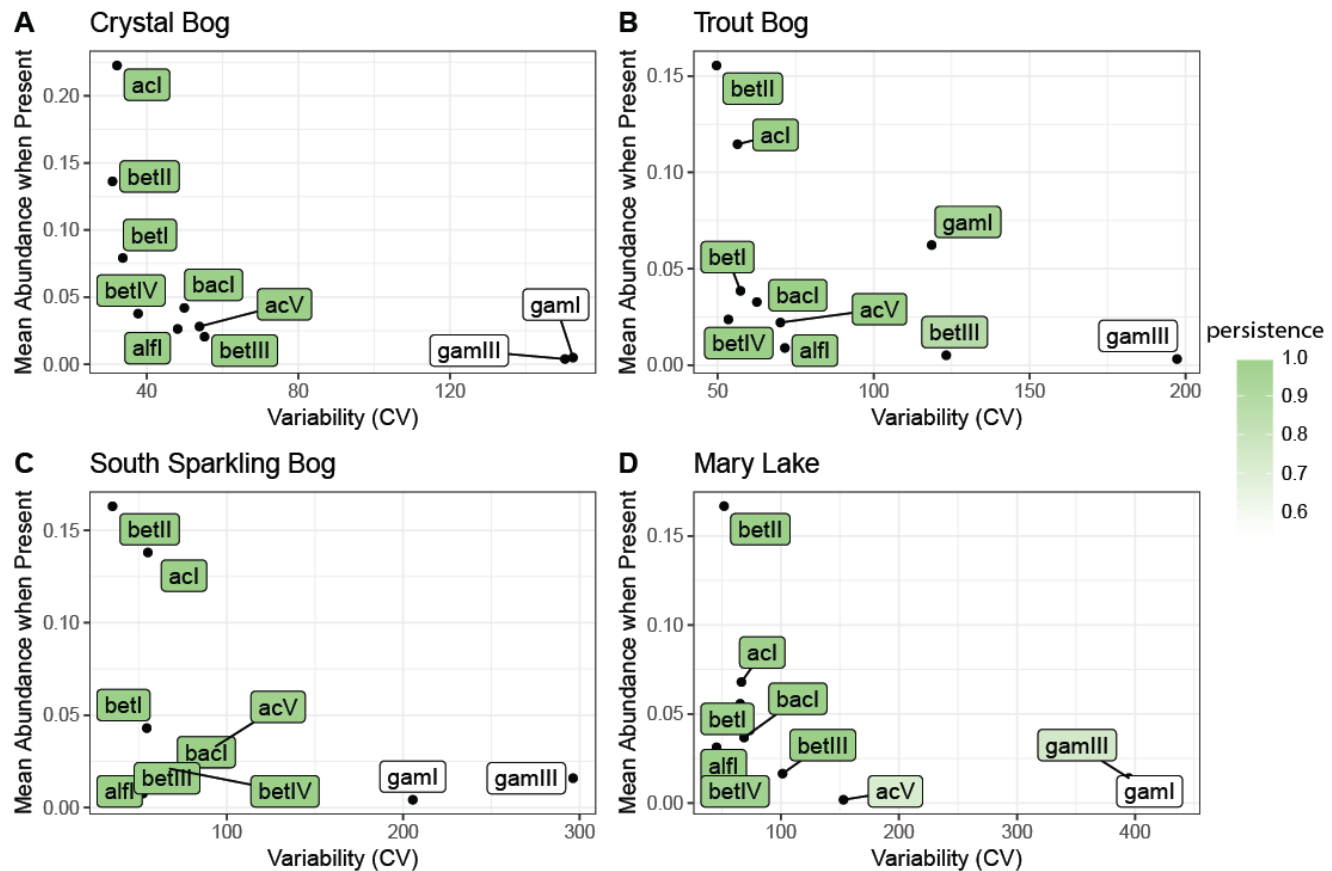 A Crystal Bog
Mean Abundance when Present
0.20
0.15
0.10
0.05
0.00
acI
betII
betI
betIV
bacI
acV
alfI
betIII
gamI
gamIII
40 80 120
Variability (CV)
B Trout Bog
Mean Abundance when Present
0.15
0.10
0.05
0.00
betII
acI
gamI
betI
bacI
acV
betIV
alfI
betIII
gamIII
50 100 150 200
Variability (CV)
persistence
1.0
0.9
0.8
0.7
0.6
C South Sparkling Bog
Mean Abundance when Present
0.15
0.10
0.05
0.00
betII
acI
betI
acV
bacI
betIII
alfI
betIV
gamI
gamIII
100 200 300
Variability (CV)
D Mary Lake
Mean Abundance when Present
0.15
0.10
0.05
0.00
betII
acI
bacI
betI
betIII
gamIII
alfI
betIV
acV
gamI
100 200 300 400
Variability (CV)